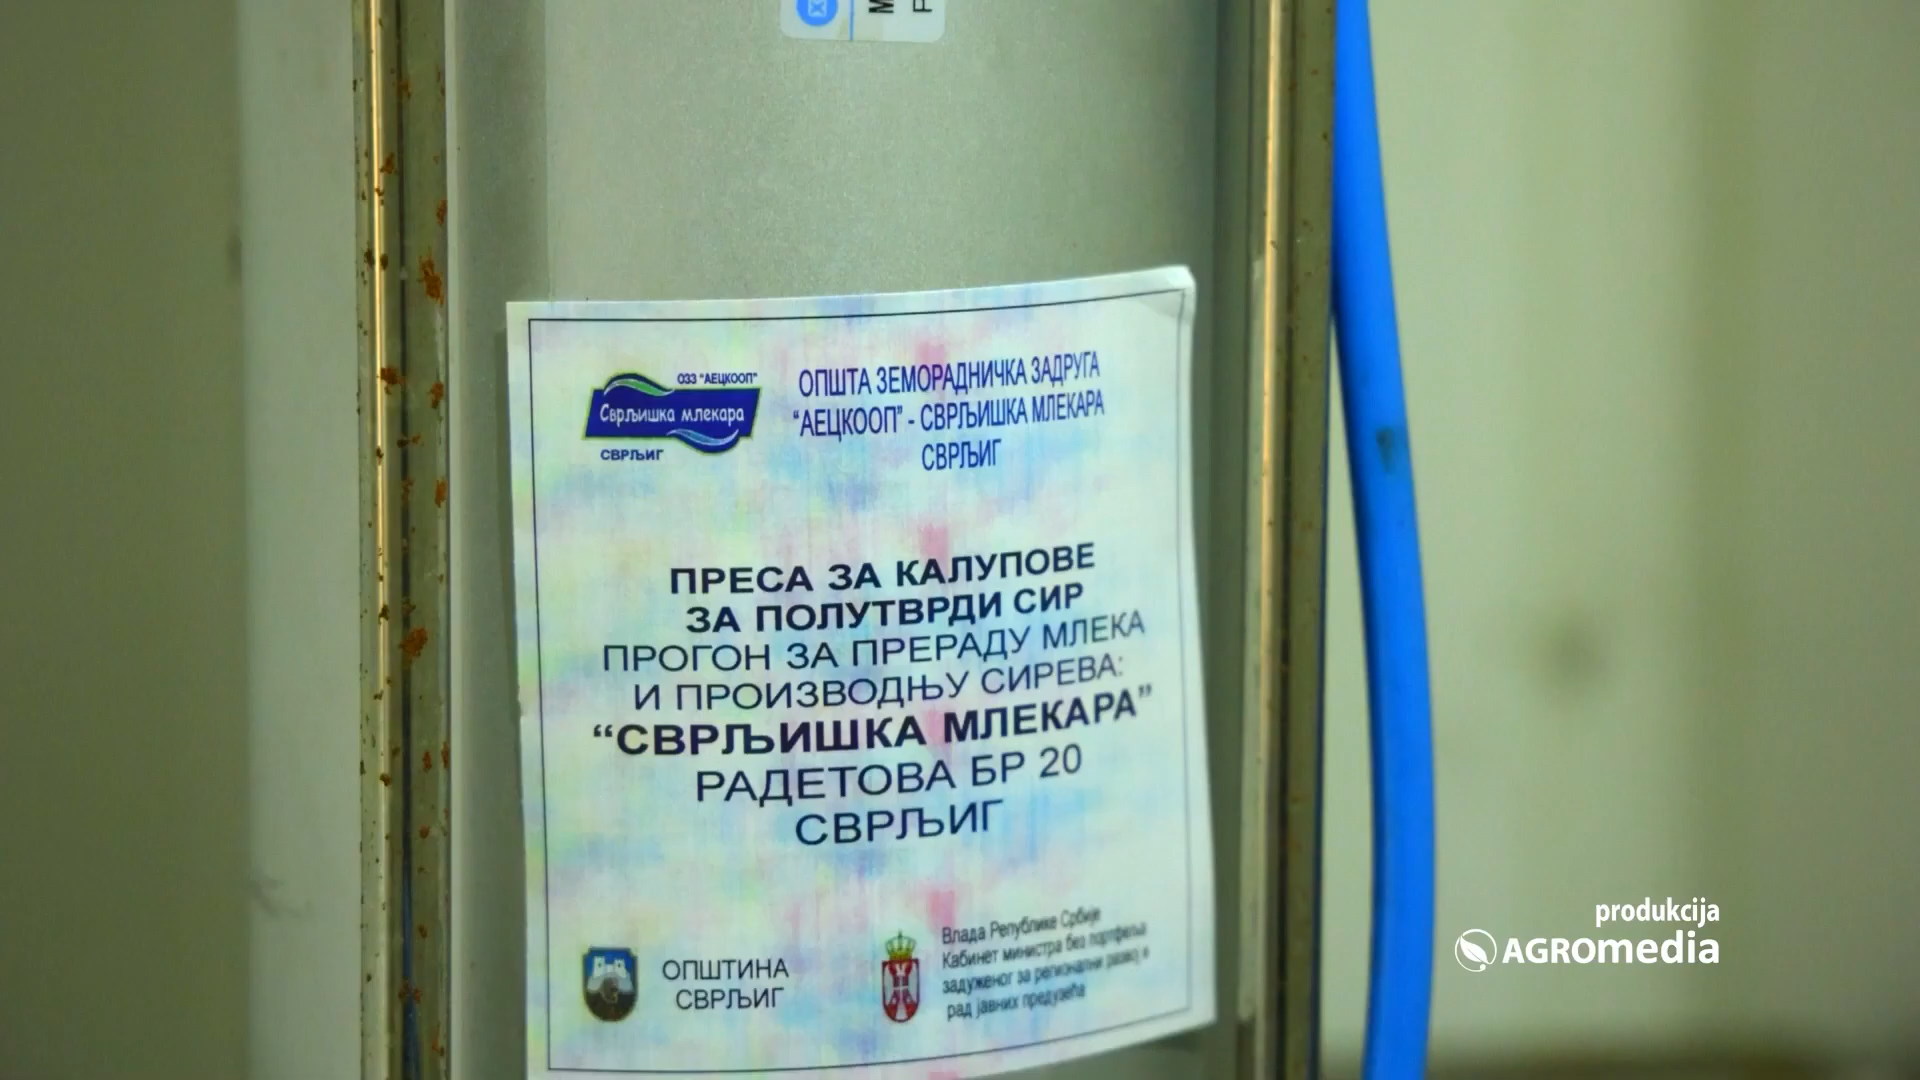 ОЗЗ "АЕЦКООП"
Сврљишка млекара
СВРЉИГ
ОПШТА ЗЕМОРАДНИЧКА ЗАДРУГА
“АЕЦКООП” - СВРЉИШКА МЛЕКАРА
СВРЉИГ
ПРЕСА ЗА КАЛУПОВЕ
ЗА ПОЛУТВРДИ СИР
ПРОГОН ЗА ПРЕРАДУ МЛЕКА
И ПРОИЗВОДЊУ СИРЕВА:
“СВРЉИШКА МЛЕКАРА”
РАДЕТОВА БР 20
СВРЉИГ
ОПШТИНА
СВРЉИГ
Влада Републике Србије
Кабинет министра без портфеља
задуженог за регионални развој и
рад јавних предузећа
produkcija
AGROmedia